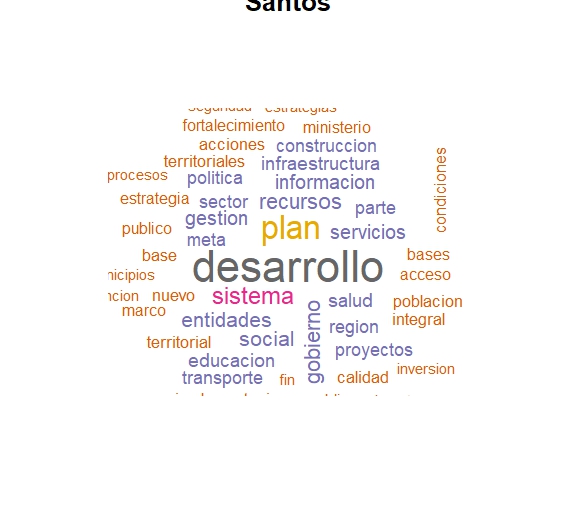 Santos
seguridad estrategias
fortalecimiento ministerio
acciones construccion
territoriales infraestructura
procesos politica informacion
condiciones
estrategia sector recursos parte
publico gestion plan servicios
meta
base desarrollo bases
nicipios acceso
ncion nuevo sistema salud poblacion
marco entidades gobierno region integral
territorial social proyectos
educacion
transporte fin calidad inversion